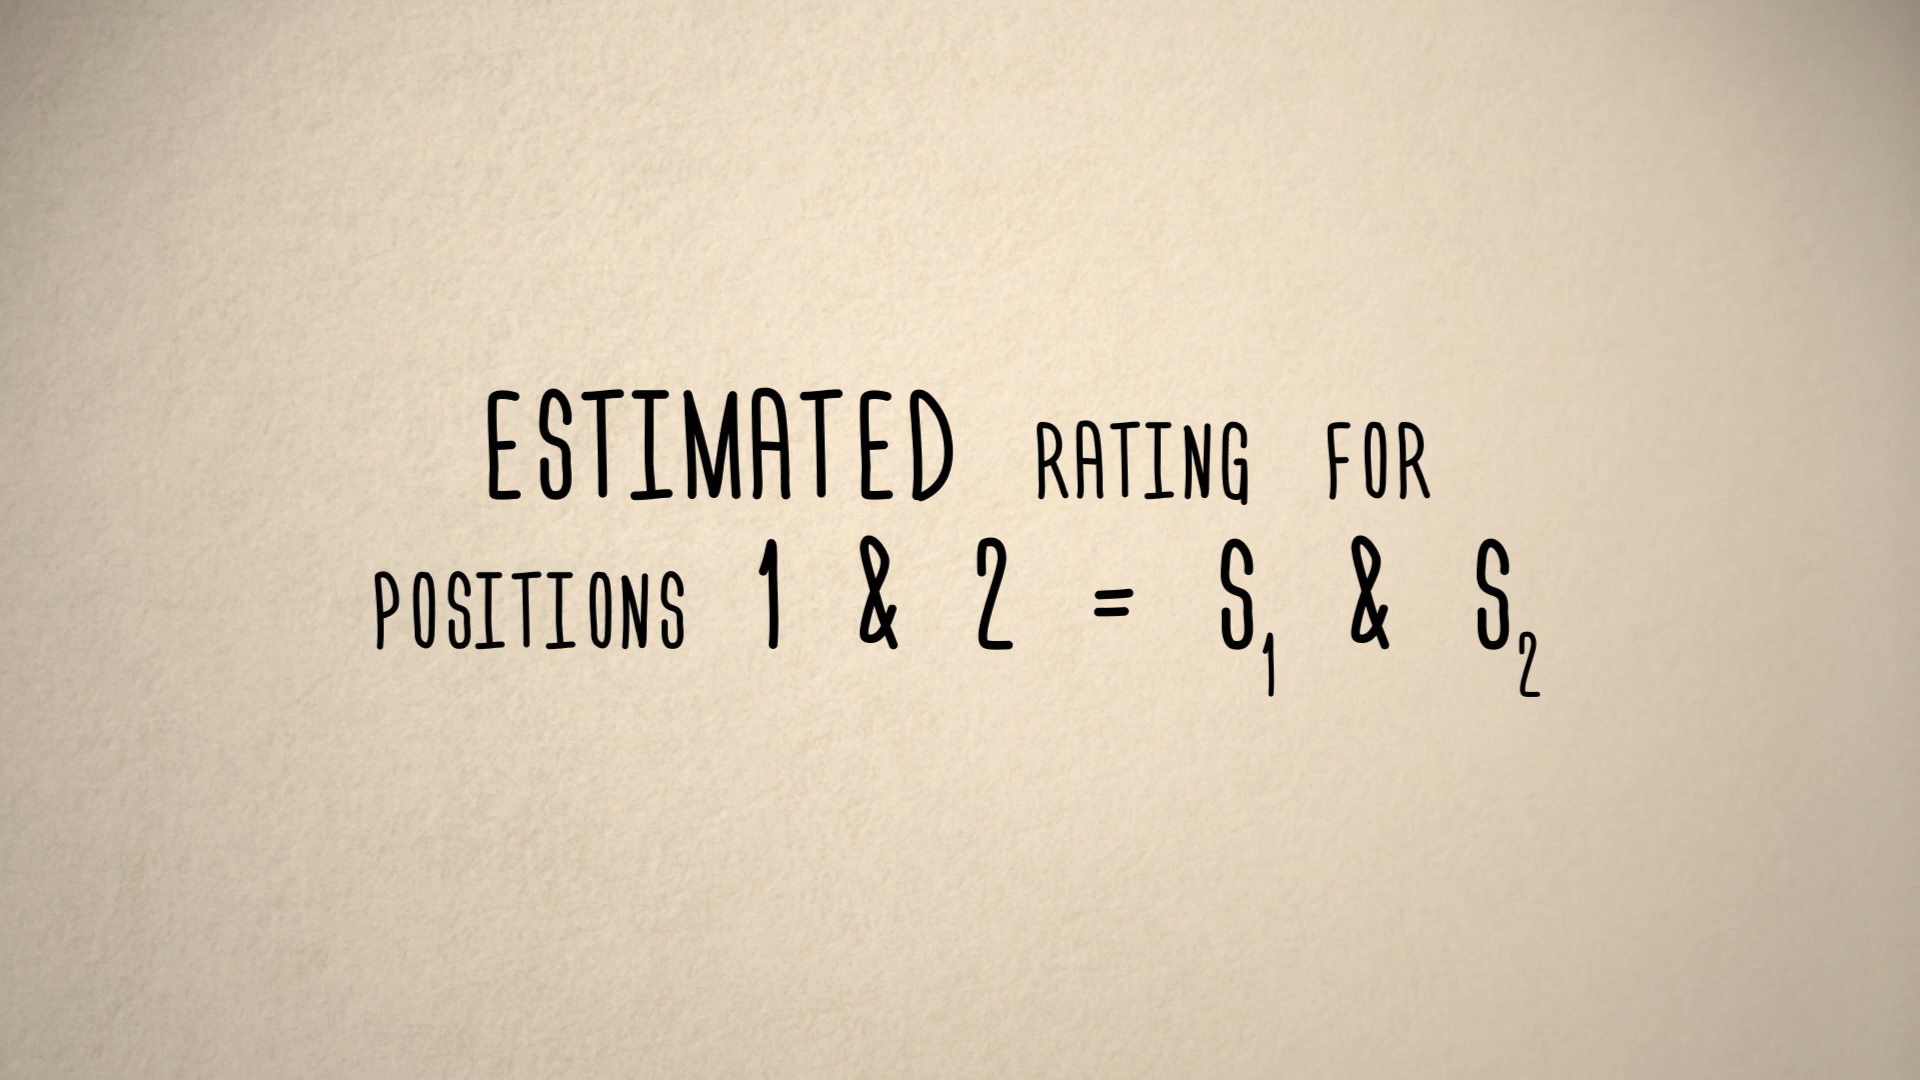 ESTIMATED RATING FOR
POSITIONS 1 & 2 = S₁ & S₂